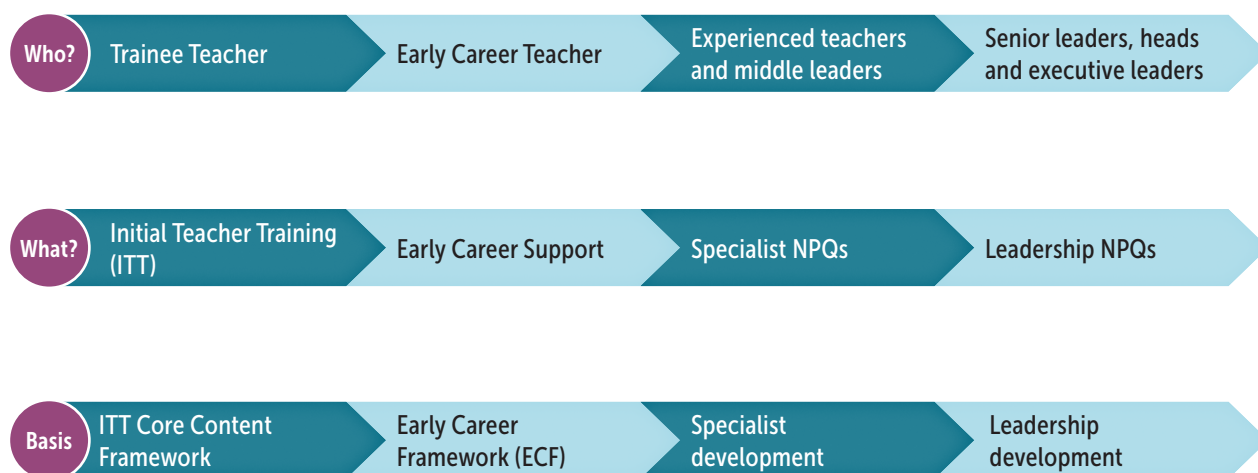 Who?
Trainee Teacher
Early Career Teacher
Experienced teachers
and middle leaders
Senior leaders, heads
and executive leaders
What?
Initial Teacher Training
(ITT)
Early Career Support
Specialist NPQs
Leadership NPQs
Basis
ITT Core Content
Framework
Early Career
Framework (ECF)
Specialist
development
Leadership
development